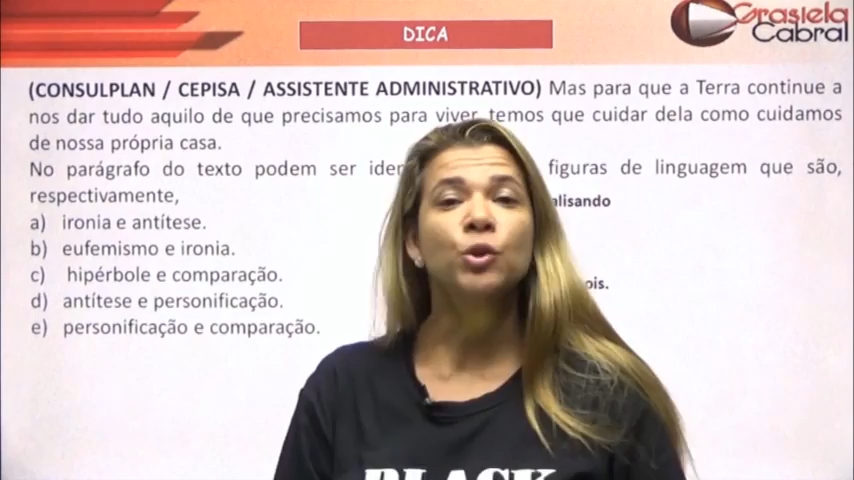 DICA
Grasiela
Cabral
(CONSULPLAN / CEPISA / ASSISTENTE ADMINISTRATIVO) Mas para que a Terra continue a
nos dar tudo aquilo de que precisamos para viver, temos que cuidar dela como cuidamos
de nossa própria casa.
No parágrafo do texto podem ser figuras de linguagem que são,
respectivamente,
a) ironia e antítese.
b) eufemismo e ironia.
c) hipérbole e comparação.
d) antítese e personificação.
e) personificação e comparação.
BLACK